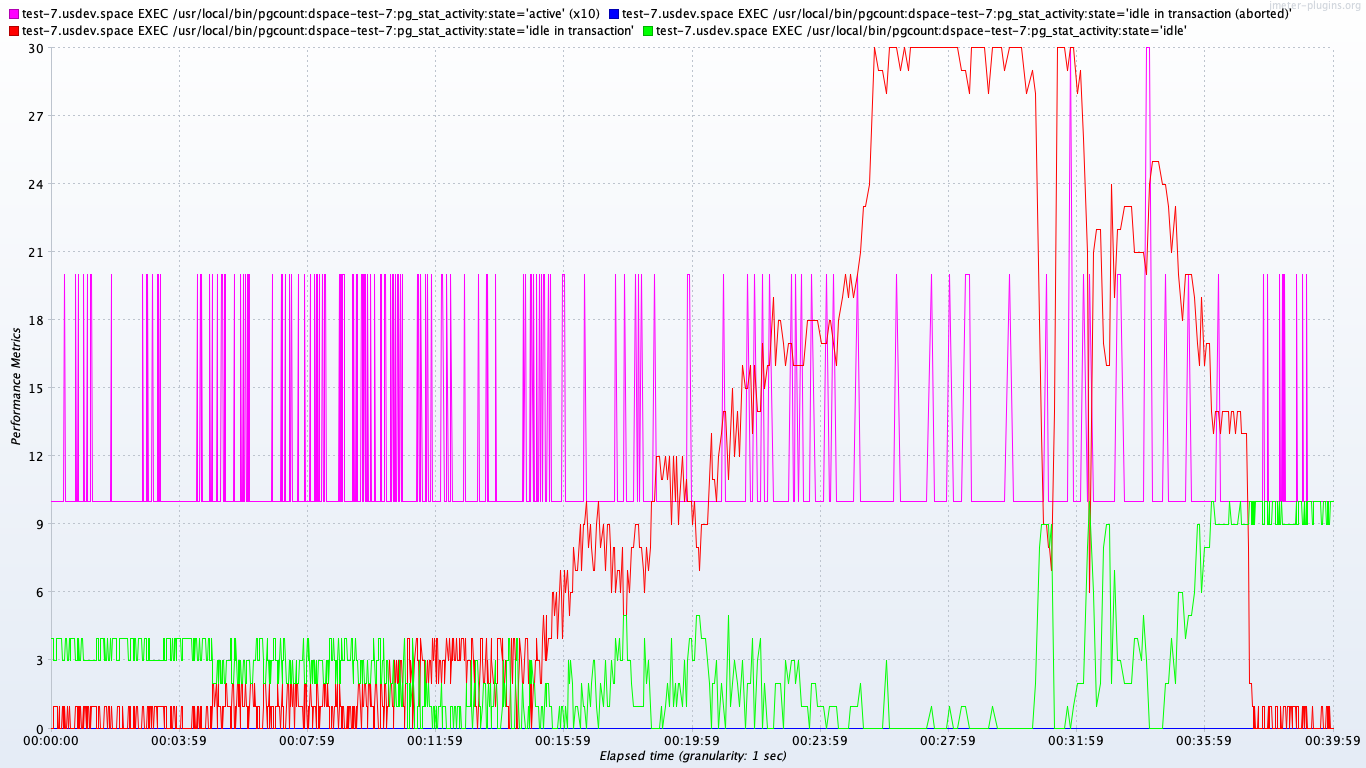 jmeter-plugins.org
test-7.usdev.space EXEC /usr/local/bin/pgcount:dspace-test-7:pg_stat_activity:state='active' (x10) test-7.usdev.space EXEC /usr/local/bin/pgcount:dspace-test-7:pg_stat_activity:state='idle in transaction (aborted)'
test-7.usdev.space EXEC /usr/local/bin/pgcount:dspace-test-7:pg_stat_activity:state='idle in transaction' test-7.usdev.space EXEC /usr/local/bin/pgcount:dspace-test-7:pg_stat_activity:state='idle'
30
27
24
21
18
15
12
9
6
3
0
Performance Metrics
00:00:00 00:03:59 00:07:59 00:11:59 00:15:59 00:19:59 00:23:59 00:27:59 00:31:59 00:35:59 00:39:59
Elapsed time (granularity: 1 sec)